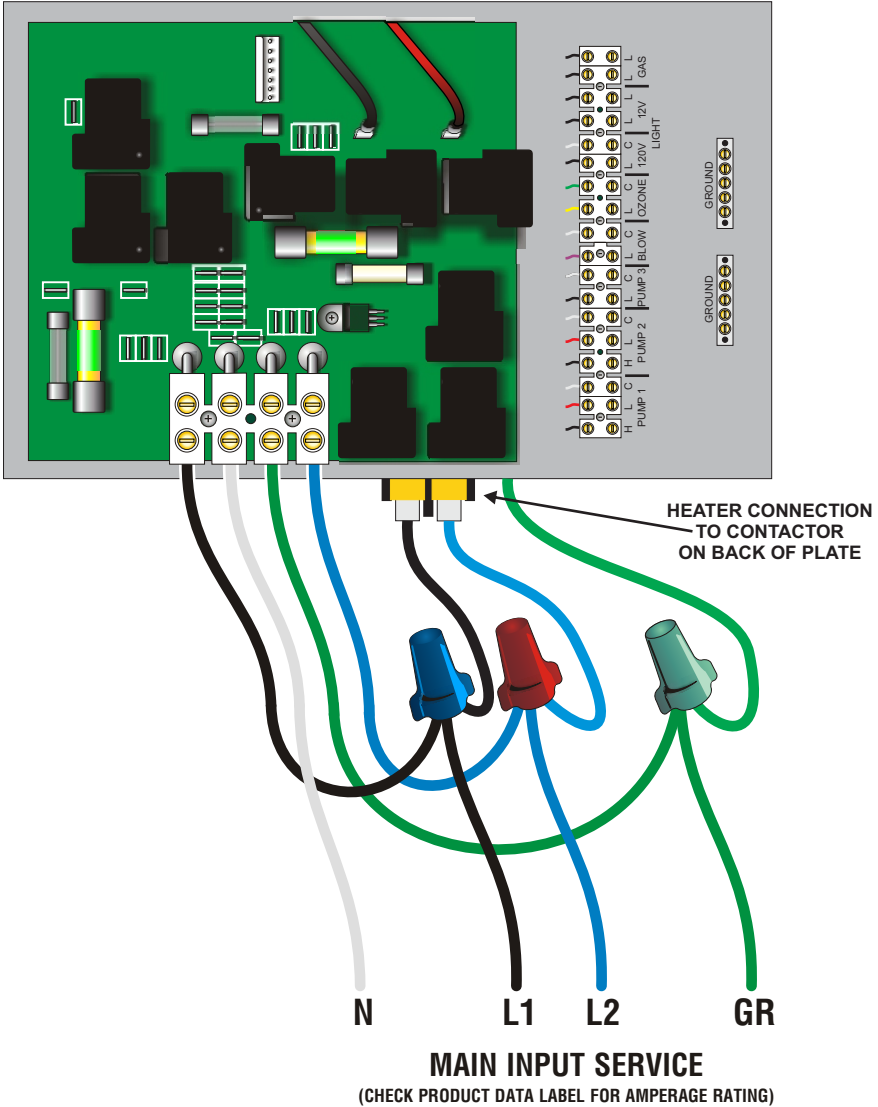 L
L
GAS
L
L
12V
LIGHT
C
L
120V
C
L
OZONE
C
L
BLOW
C
L
PUMP 3
C
L
H
PUMP 2
C
L
H
PUMP 1
GROUND
GROUND
HEATER CONNECTION
TO CONTACTOR
ON BACK OF PLATE
N
L1
L2
GR
MAIN INPUT SERVICE
(CHECK PRODUCT DATA LABEL FOR AMPERAGE RATING)